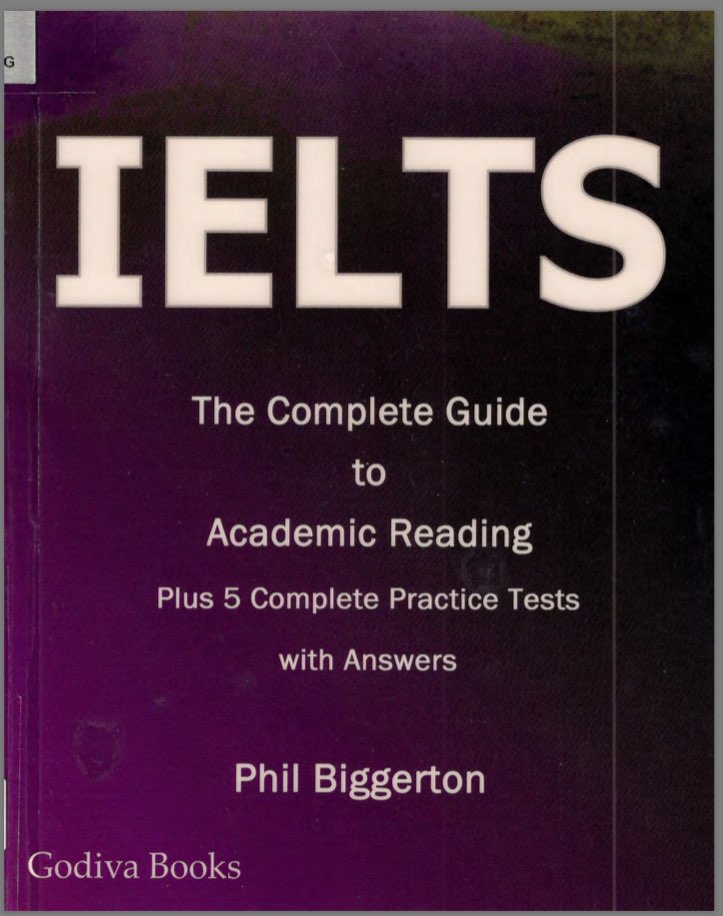 G
IELTS
The Complete Guide
to
Academic Reading
Plus 5 Complete Practice Tests
with Answers
Phil Biggerton
Godiva Books